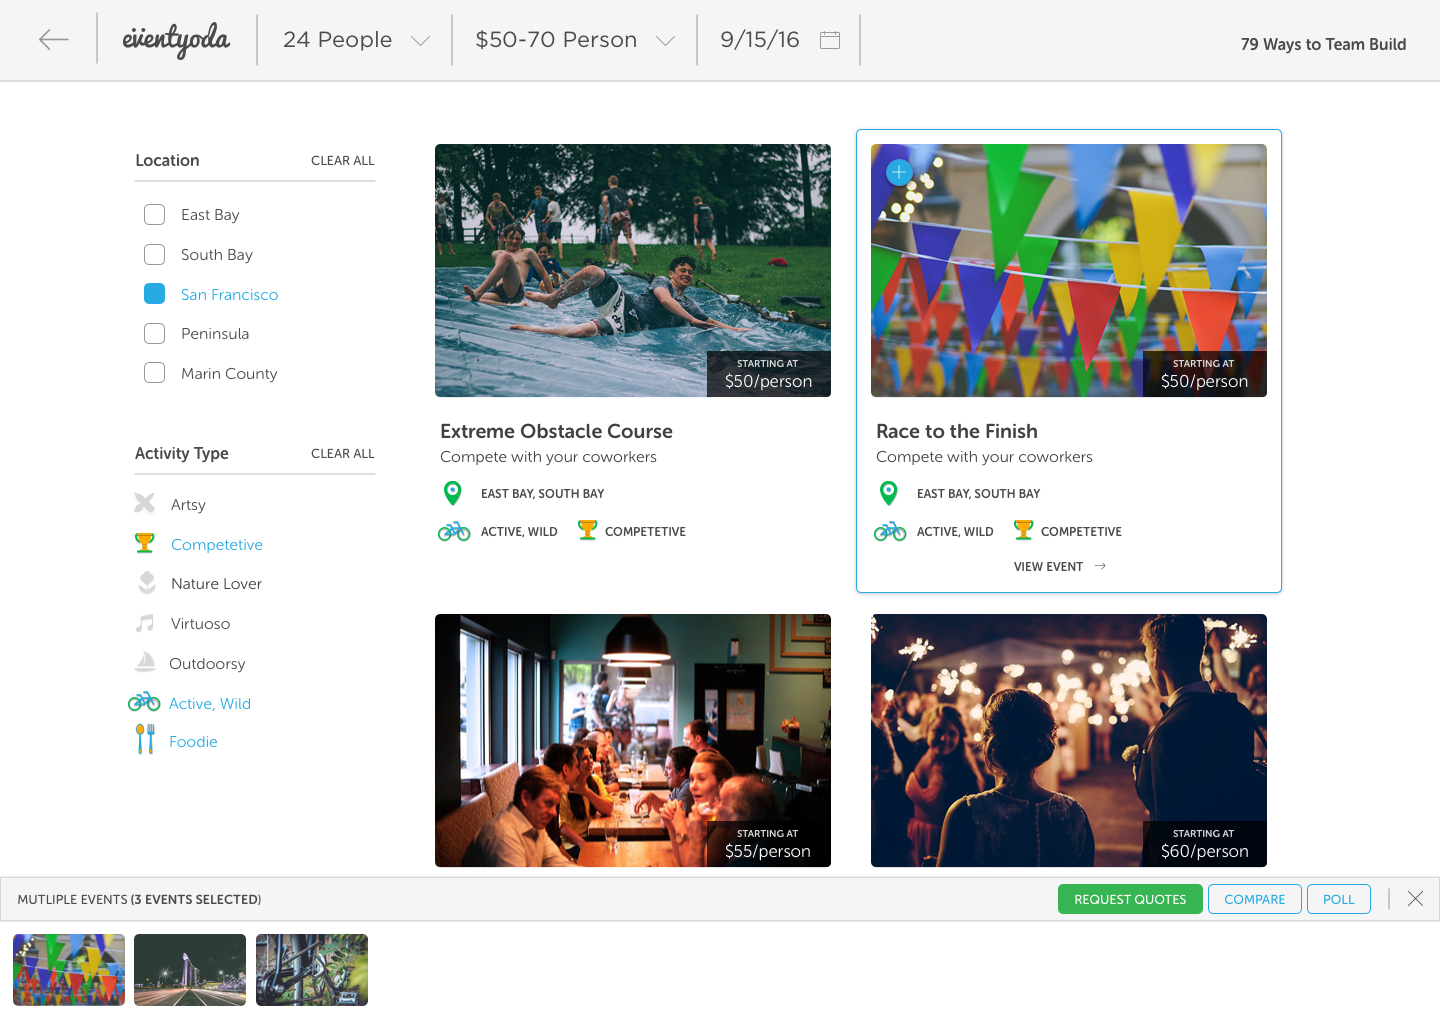 eventyoda
24 People
$50-70 Person
9/15/16
79 Ways to Team Build
Location
CLEAR ALL
East Bay
South Bay
San Francisco
Peninsula
Marin County
Activity Type
CLEAR ALL
Artsy
Competetive
Nature Lover
Virtuoso
Outdoorsy
Active, Wild
Foodie
STARTING AT
$50/person
Extreme Obstacle Course
Compete with your coworkers
EAST BAY, SOUTH BAY
ACTIVE, WILD
COMPETETIVE
STARTING AT
$50/person
Race to the Finish
Compete with your coworkers
EAST BAY, SOUTH BAY
ACTIVE, WILD
COMPETETIVE
VIEW EVENT
STARTING AT
$55/person
STARTING AT
$60/person
MUTLIPLE EVENTS (3 EVENTS SELECTED)
REQUEST QUOTES
COMPARE
POLL